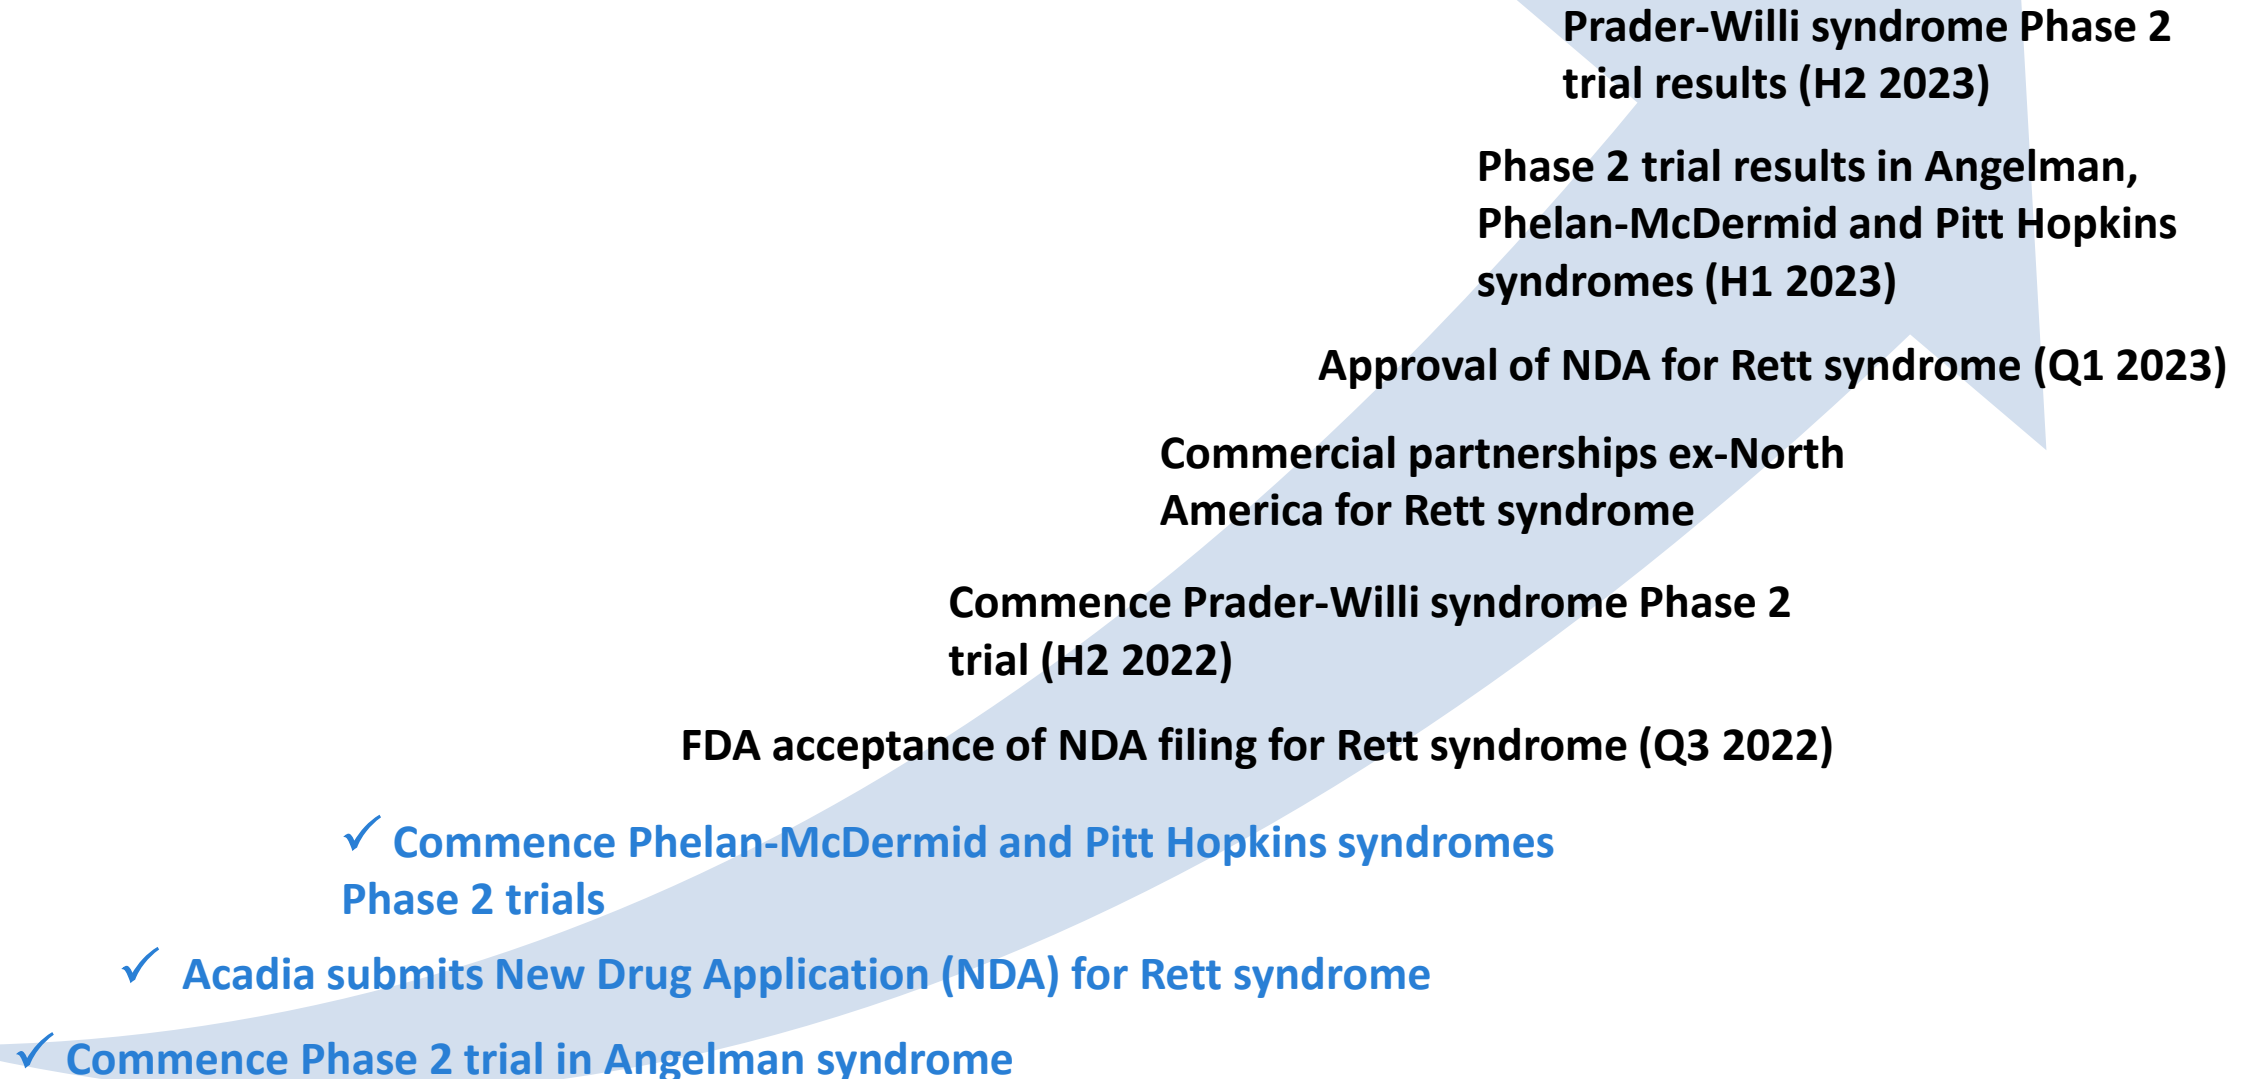 Prader-Willi syndrome Phase 2
trial results (H2 2023)
Phase 2 trial results in Angelman,
Phelan-McDermid and Pitt Hopkins
syndromes (H1 2023)
Approval of NDA for Rett syndrome (Q1 2023)
Commercial partnerships ex-North
America for Rett syndrome
Commence Prader-Willi syndrome Phase 2
trial (H2 2022)
FDA acceptance of NDA filing for Rett syndrome (Q3 2022)
✓ Commence Phelan-McDermid and Pitt Hopkins syndromes
Phase 2 trials
✓ Acadia submits New Drug Application (NDA) for Rett syndrome
✓ Commence Phase 2 trial in Angelman syndrome